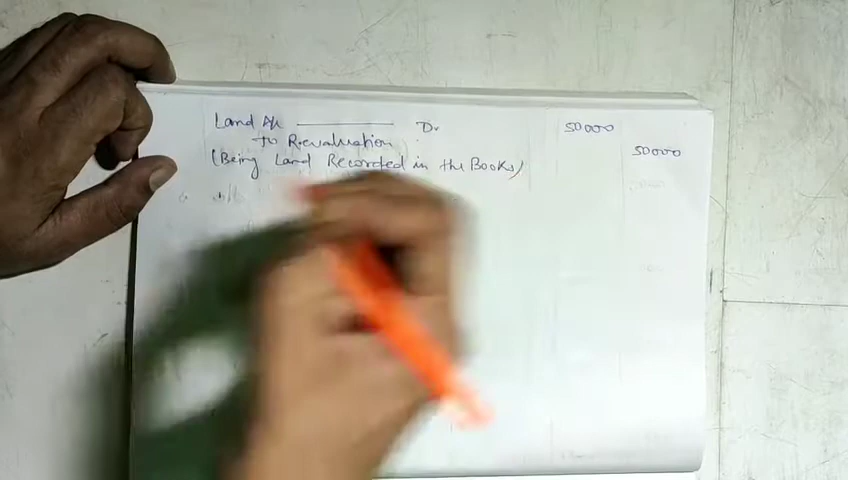 Land A/c ———— Dr 50000
To Revaluation 50000
(Being Land Recorded in the Books)